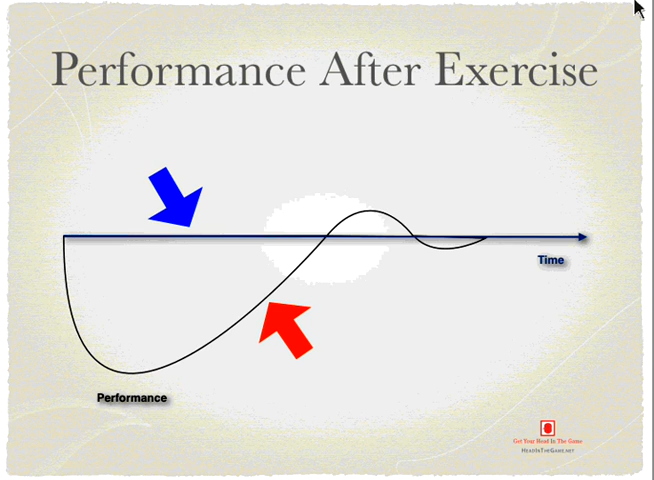 Performance After Exercise
Time
Performance
Get Your Head In The Game
HeadInTheGame.net